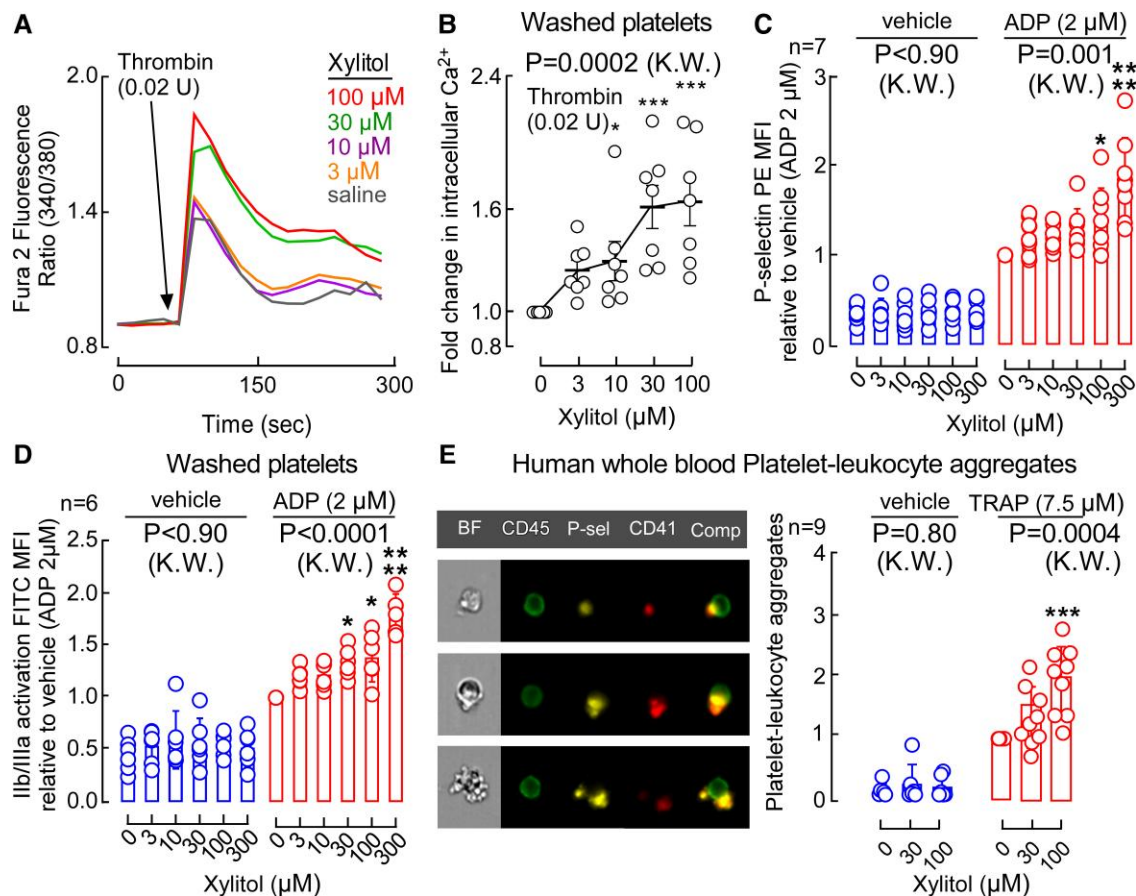 A
Thrombin
(0.02 U)
Xylitol
100 µM
30 µM
10 µM
3 µM
saline
Fura 2 Fluorescence
Ratio (340/380)
2.0
1.4
0.8
0
150
300
Time (sec)
B
Washed platelets
P=0.0002 (K.W.)
Thrombin
(0.02 U)
*
***
***
Fold change in intracellular Ca2+
2.4
1.6
1.0
0.8
0
3
10
30
100
Xylitol (µM)
C
n=7
vehicle
P<0.90
(K.W.)
ADP (2 µM)
P=0.001
(K.W.)
*
**
**
P-selectin PE MFI
relative to vehicle (ADP 2 µM)
3
2
1
0
0 3 10 30 100 300
0 3 10 30 100 300
Xylitol (µM)
D
Washed platelets
n=6
vehicle
P<0.90
(K.W.)
ADP (2 µM)
P<0.0001
(K.W.)
*
*
**
**
IIb/IIIa activation FITC MFI
relative to vehicle (ADP 2µM)
2.5
2.0
1.5
1.0
0.5
0.0
0 3 10 30 100 300
0 3 10 30 100 300
Xylitol (µM)
E
Human whole blood Platelet-leukocyte aggregates
BF CD45 P-sel CD41 Comp
n=9
vehicle
P=0.80
(K.W.)
TRAP (7.5 µM)
P=0.0004
(K.W.)
***
Platelet-leukocyte aggregates
4
3
2
1
0
0 30 100
0 30 100
Xylitol (µM)